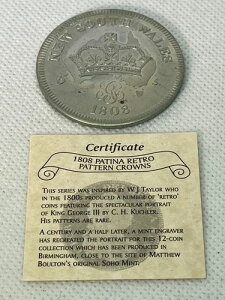 NEW SOUTH WALES
1808
Certificate
1808 PATINA RETRO
PATTERN CROWNS
THIS SERIES WAS INSPIRED BY W J TAYLOR WHO
IN THE 1800S PRODUCED A NUMBER OF 'RETRO'
COINS FEATURING THE SPECTACULAR PORTRAIT
OF KING GEORGE III BY C. H. KUCHLER.
HIS PATTERNS ARE RARE.
A CENTURY AND A HALF LATER, A MINT ENGRAVER
HAS RECREATED THE PORTRAIT FOR THIS 12-COIN
COLLECTION WHICH HAS BEEN PRODUCED IN
BIRMINGHAM, CLOSE TO THE SITE OF MATTHEW
BOULTON'S ORIGINAL SOHO MINT.